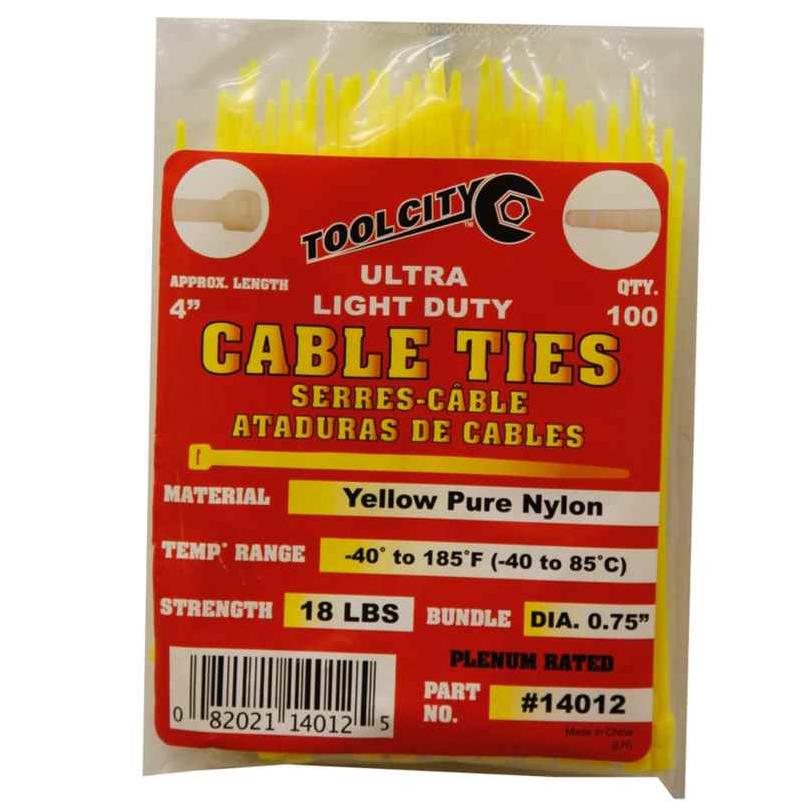 TOOL CITY™
APPROX. LENGTH
4”
ULTRA
LIGHT DUTY
QTY.
100
CABLE TIES
SERRES-CÂBLE
ATADURAS DE CABLES
MATERIAL Yellow Pure Nylon
TEMP° RANGE -40° to 185°F (-40 to 85°C)
STRENGTH 18 LBS BUNDLE DIA. 0.75”
PLENUM RATED
PART
NO. #14012
0 82021 14012 5
Made in China
(LH)